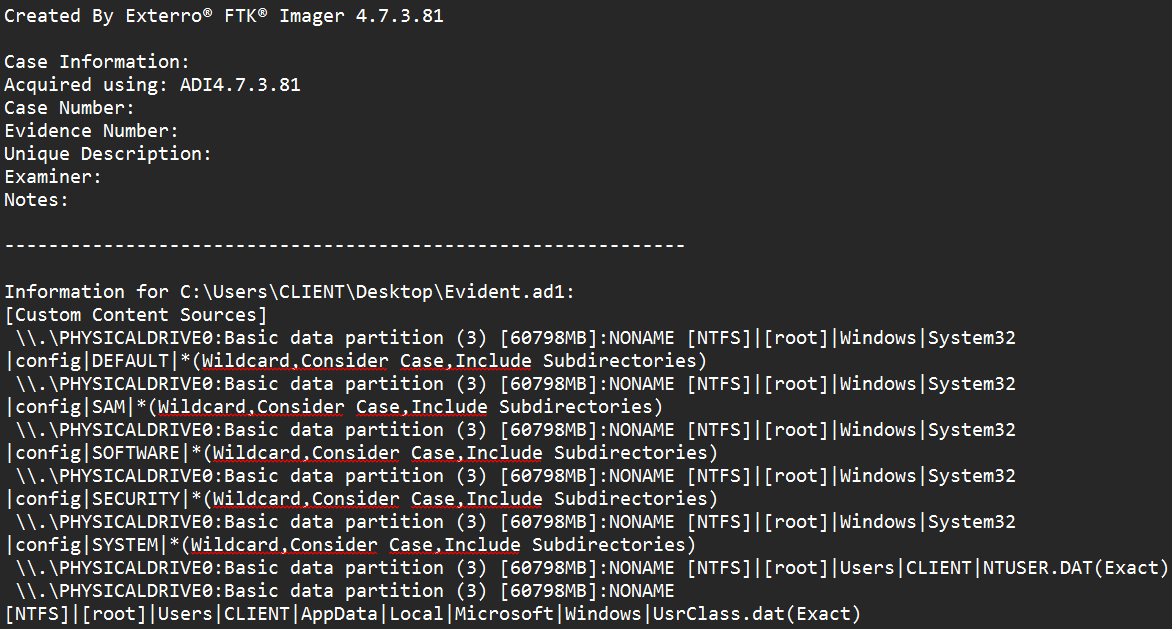 Created By Exterro® FTK® Imager 4.7.3.81
Case Information:
Acquired using: ADI4.7.3.81
Case Number:
Evidence Number:
Unique Description:
Examiner:
Notes:
--------------------------------------------------------------
Information for C:\Users\CLIENT\Desktop\Evident.ad1:
[Custom Content Sources]
\\.\PHYSICALDRIVE0:Basic data partition (3) [60798MB]:NONAME [NTFS]|[root]|Windows|System32
|config|DEFAULT|*(Wildcard,Consider Case,Include Subdirectories)
\\.\PHYSICALDRIVE0:Basic data partition (3) [60798MB]:NONAME [NTFS]|[root]|Windows|System32
|config|SAM|*(Wildcard,Consider Case,Include Subdirectories)
\\.\PHYSICALDRIVE0:Basic data partition (3) [60798MB]:NONAME [NTFS]|[root]|Windows|System32
|config|SOFTWARE|*(Wildcard,Consider Case,Include Subdirectories)
\\.\PHYSICALDRIVE0:Basic data partition (3) [60798MB]:NONAME [NTFS]|[root]|Windows|System32
|config|SECURITY|*(Wildcard,Consider Case,Include Subdirectories)
\\.\PHYSICALDRIVE0:Basic data partition (3) [60798MB]:NONAME [NTFS]|[root]|Windows|System32
|config|SYSTEM|*(Wildcard,Consider Case,Include Subdirectories)
\\.\PHYSICALDRIVE0:Basic data partition (3) [60798MB]:NONAME [NTFS]|[root]|Users|CLIENT|NTUSER.DAT(Exact)
\\.\PHYSICALDRIVE0:Basic data partition (3) [60798MB]:NONAME
[NTFS]|[root]|Users|CLIENT|AppData|Local|Microsoft|Windows|UsrClass.dat(Exact)